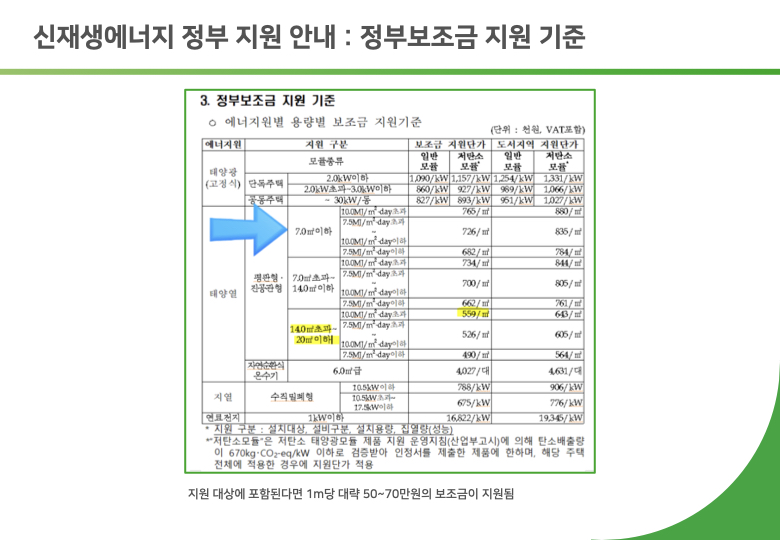 신재생에너지 정부 지원 안내 : 정부보조금 지원 기준
3. 정부보조금 지원 기준
○ 에너지원별 용량별 보조금 지원기준
(단위 : 천원, VAT포함)
에너지원 지원 구분 보조금 지원단가 도서지역 지원단가
모듈종류 일반 모듈 저탄소 모듈* 일반 모듈 저탄소 모듈*
태양광 (고정식) 단독주택 2.0kW이하 1,090/kW 1,157/kW 1,254/kW 1,331/kW
2.0kW초과~3.0kW이하 860/kW 927/kW 989/kW 1,066/kW
공동주택 ~ 30kW/동 827/kW 893/kW 951/kW 1,027/kW
태양열 평판형· 진공관형 7.0㎡이하 10.0MJ/m²·day초과 765/㎡ 880/㎡
7.5MJ/m²·day초과 ~ 10.0MJ/m²·day이하 726/㎡ 835/㎡
7.5MJ/m²·day이하 682/㎡ 784/㎡
7.0㎡초과~ 14.0㎡이하 10.0MJ/m²·day초과 734/㎡ 844/㎡
7.5MJ/m²·day초과 ~ 10.0MJ/m²·day이하 700/㎡ 805/㎡
7.5MJ/m²·day이하 662/㎡ 761/㎡
14.0㎡초과~ 20㎡이하 10.0MJ/m²·day초과 559/㎡ 643/㎡
7.5MJ/m²·day초과 ~ 10.0MJ/m²·day이하 526/㎡ 605/㎡
7.5MJ/m²·day이하 490/㎡ 564/㎡
자연순환식 온수기 6.0㎡급 4,027/대 4,631/대
지열 수직밀폐형 10.5kW이하 788/kW 906/kW
10.5kW초과~ 17.5kW이하 675/kW 776/kW
연료전지 1kW이하 16,822/kW 19,345/kW
* 지원 구분 : 설치대상, 설비구분, 설치용량, 집열량(성능)
*"저탄소모듈"은 저탄소 태양광모듈 제품 지원 운영지침(산업부고시)에 의해 탄소배출량
이 670kg·CO₂-eq/kW 이하로 검증받아 인정서를 제출한 제품에 한하며, 해당 주택
전체에 적용한 경우에 지원단가 적용
지원 대상에 포함된다면 1m당 대략 50~70만원의 보조금이 지원됨